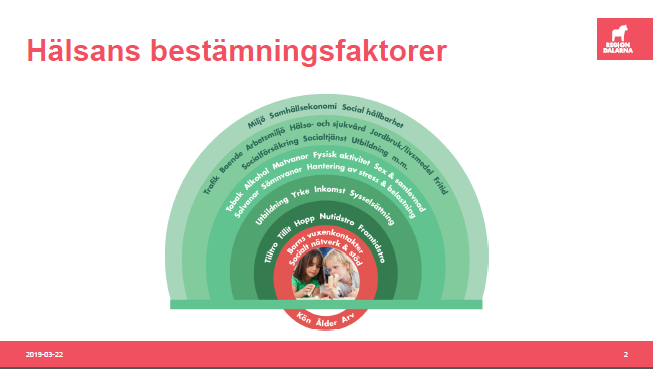 Hälsans bestämningsfaktorer
REGION
DALARNA
Miljö Samhällsekonomi Social hållbarhet
Trafik Boende Arbetsmiljö Hälso- och sjukvård Jordbruk/livsmedel Fritid
Socialförsäkring Socialtjänst Utbildning m.m.
Tobak Alkohol Matvanor Fysisk aktivitet Sex & samlevnad
Solvanor Sömnvanor Hantering av stress & belastning
Utbildning Yrke Inkomst Sysselsättning
Tilltro Tillit Hopp Nutidstro Framtidstro
Barns vuxenkontakter
Socialt nätverk & stöd
Kön Ålder Arv
2019-03-22
2